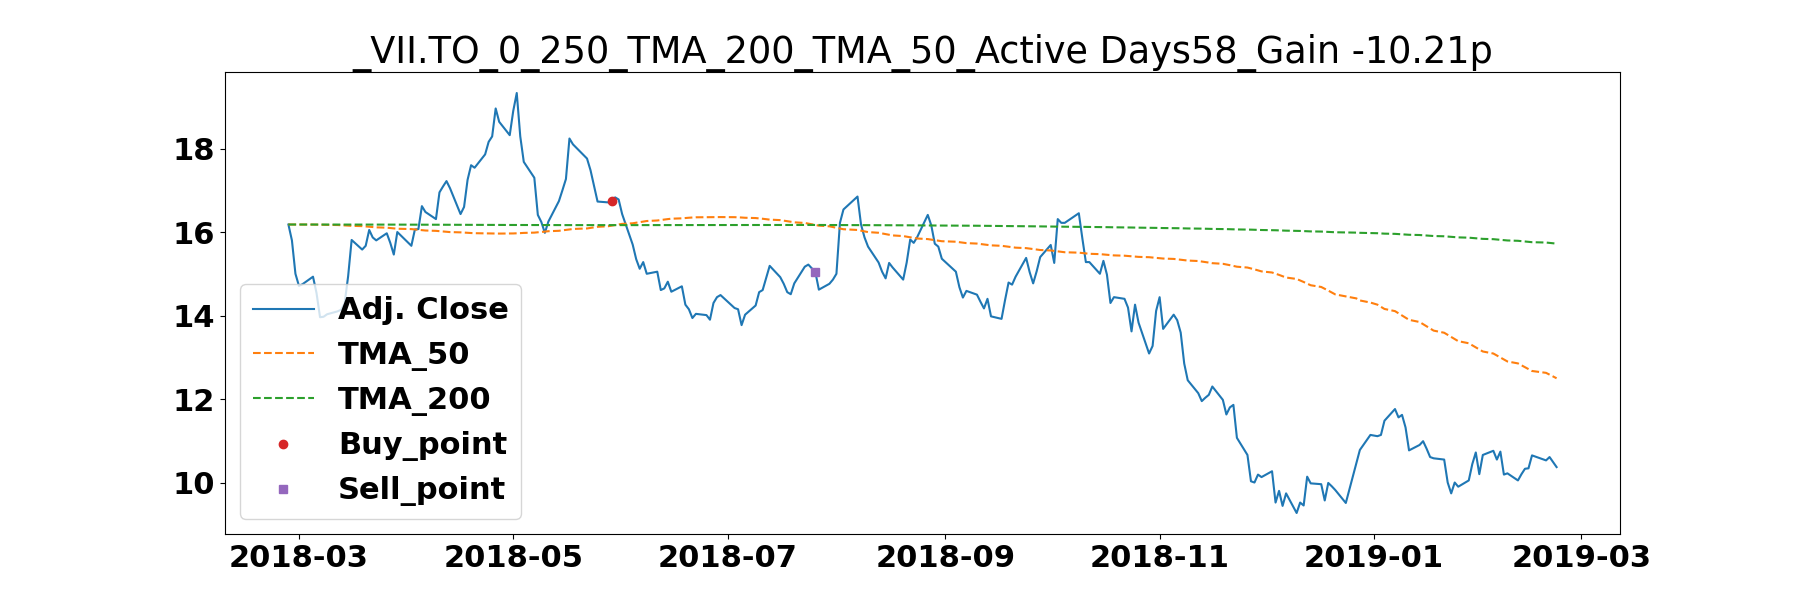 _VII.TO_0_250_TMA_200_TMA_50_Active Days58_Gain -10.21p
18
16
14
12
10
Adj. Close
TMA_50
TMA_200
Buy_point
Sell_point
2018-03 2018-05 2018-07 2018-09 2018-11 2019-01 2019-03